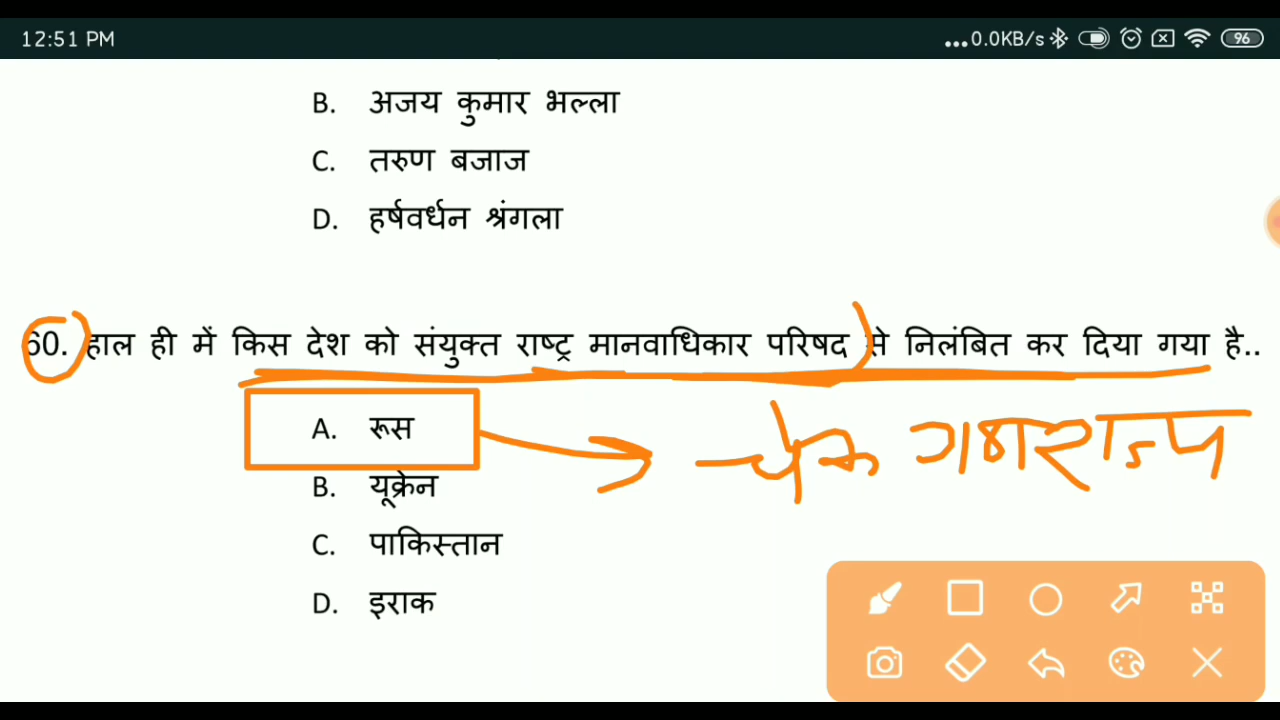 12:51 PM
...0.0KB/s 96
B. अजय कुमार भल्ला
C. तरुण बजाज
D. हर्षवर्धन श्रंगला
60. हाल ही में किस देश को संयुक्त राष्ट्र मानवाधिकार परिषद से निलंबित कर दिया गया है..
A. रूस
चेक गणराज्य
B. यूक्रेन
C. पाकिस्तान
D. इराक